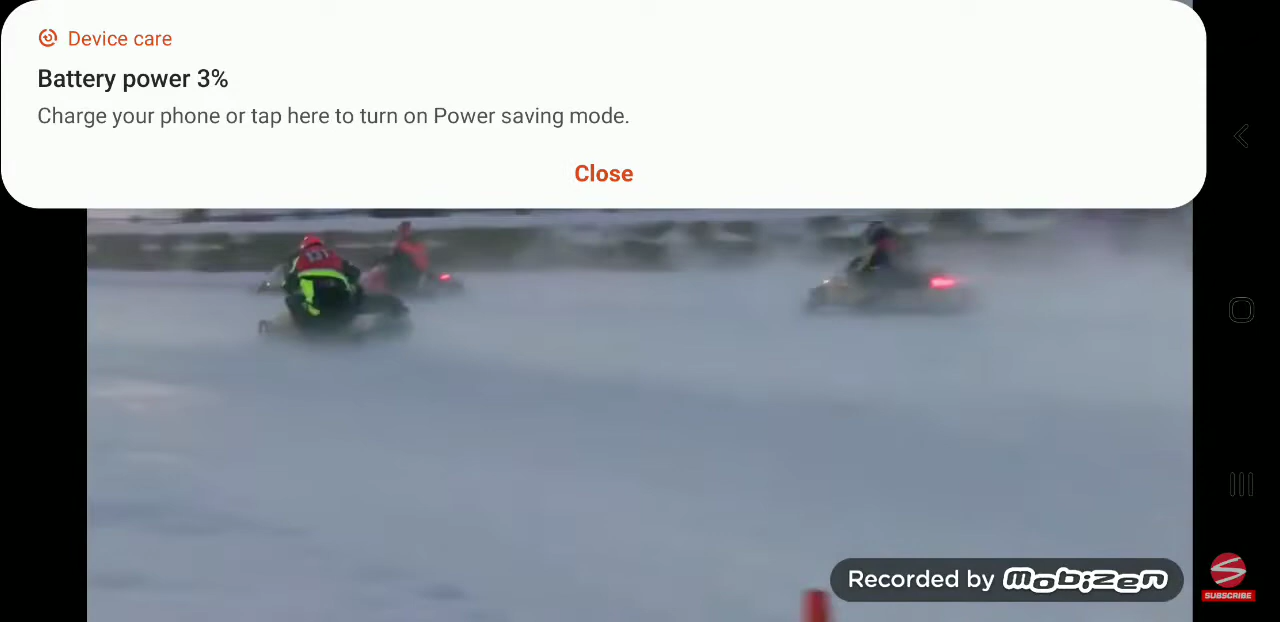 Device care
Battery power 3%
Charge your phone or tap here to turn on Power saving mode.
Close
Recorded by mobizen
SUBSCRIBE